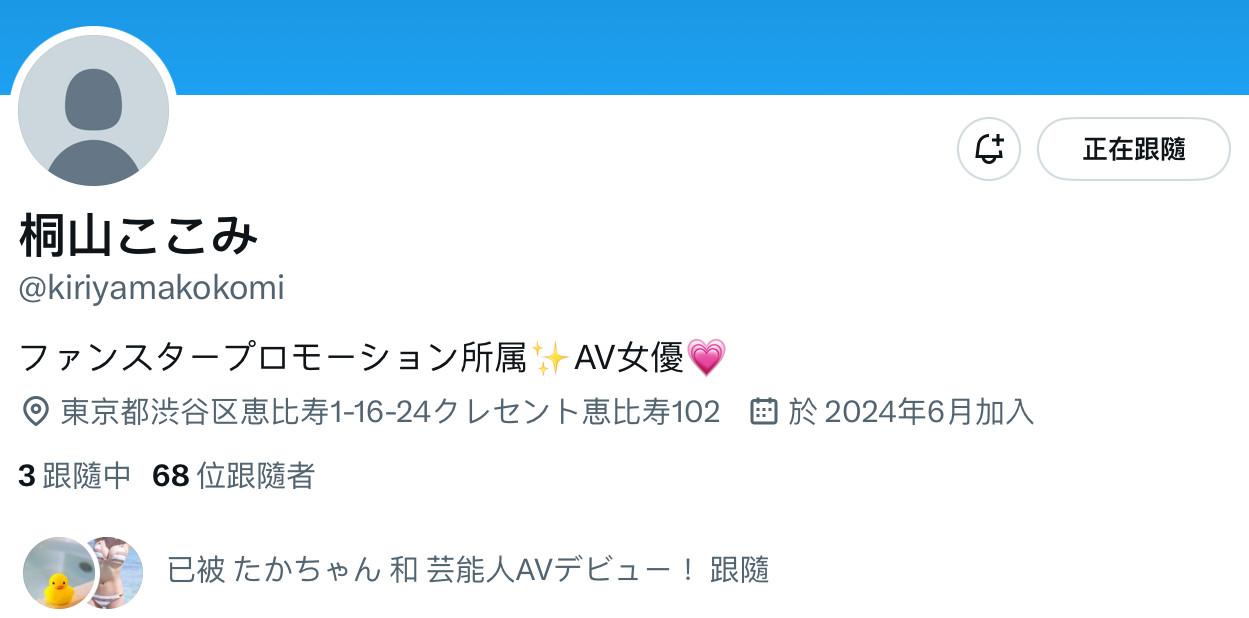 正在跟隨
桐山ここみ
@kiriyamakokomi
ファンスタープロモーション所属✨AV女優💗
東京都渋谷区恵比寿1-16-24クレセント恵比寿102 於 2024年6月加入
3 跟隨中 68 位跟隨者
已被 たかちゃん 和 芸能人AVデビュー！ 跟隨